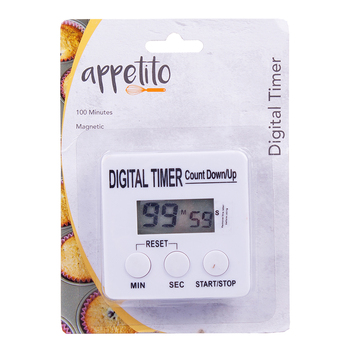 appetito
100 Minutes
Magnetic
Digital Timer
DIGITAL TIMER Count Down/Up
99 M 59 S
RESET
MIN SEC START/STOP